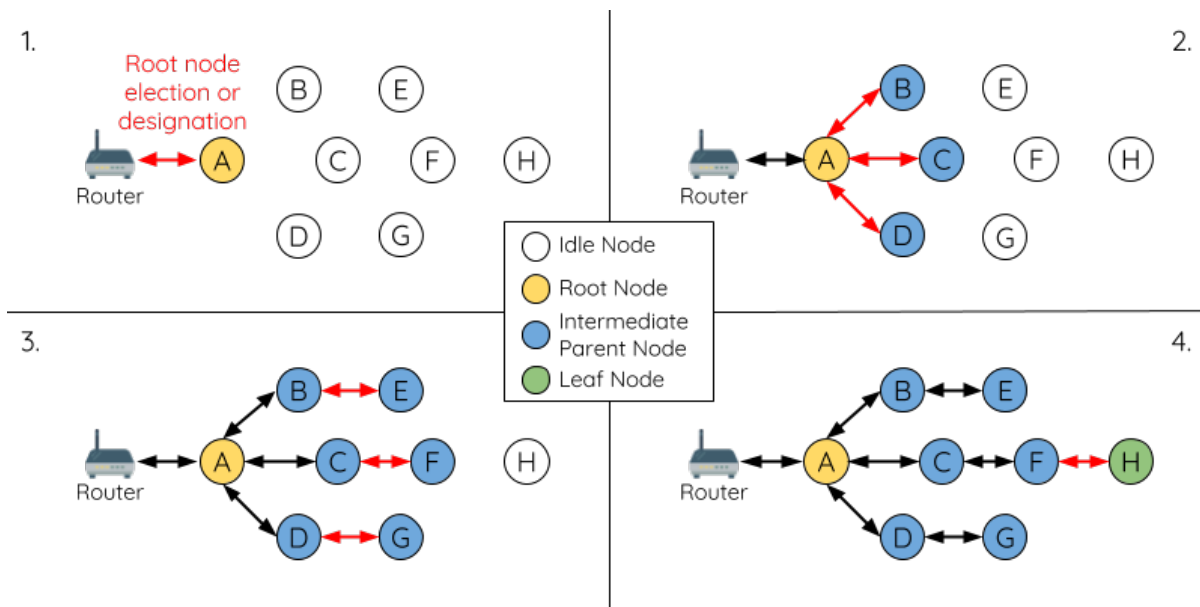 1.
Root node
election or
designation
Router
A
B
E
C
F
H
D
G
2.
Router
A
B
E
C
F
H
D
G
Idle Node
Root Node
Intermediate
Parent Node
Leaf Node
3.
Router
A
B
E
C
F
H
D
G
4.
Router
A
B
E
C
F
H
D
G